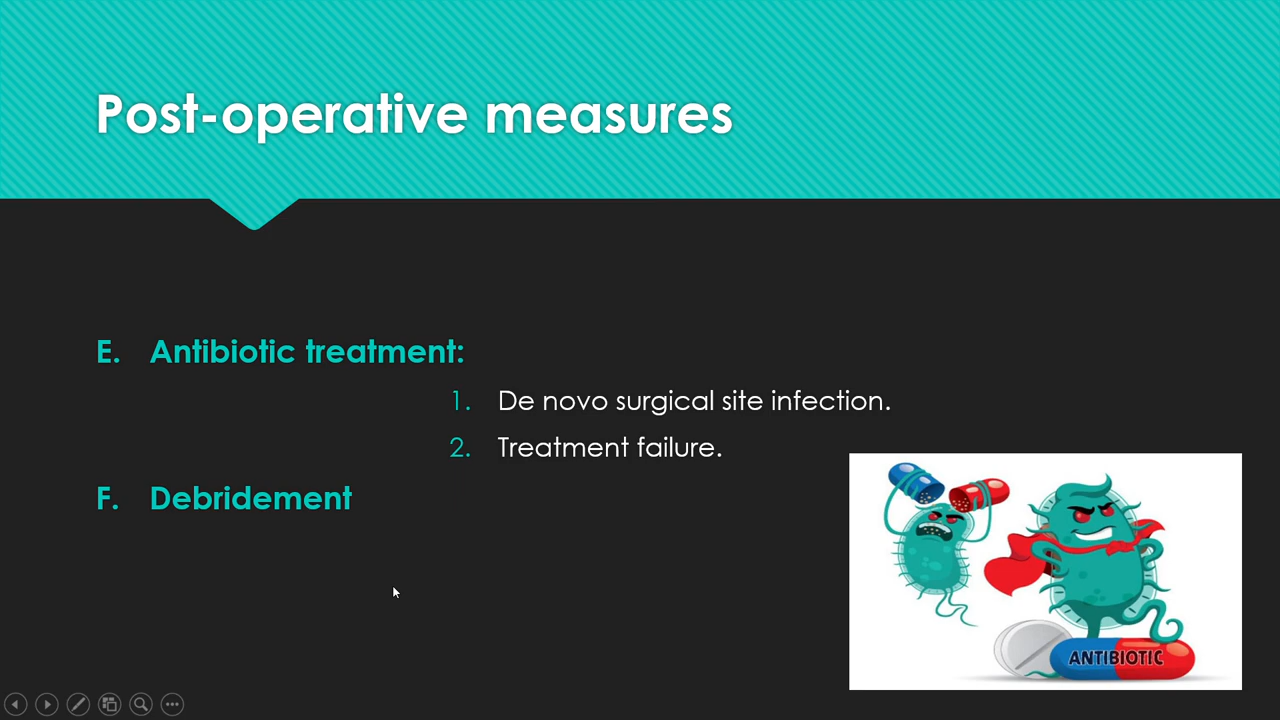 Post-operative measures
E. Antibiotic treatment:
1. De novo surgical site infection.
2. Treatment failure.
F. Debridement
ANTIBIOTIC